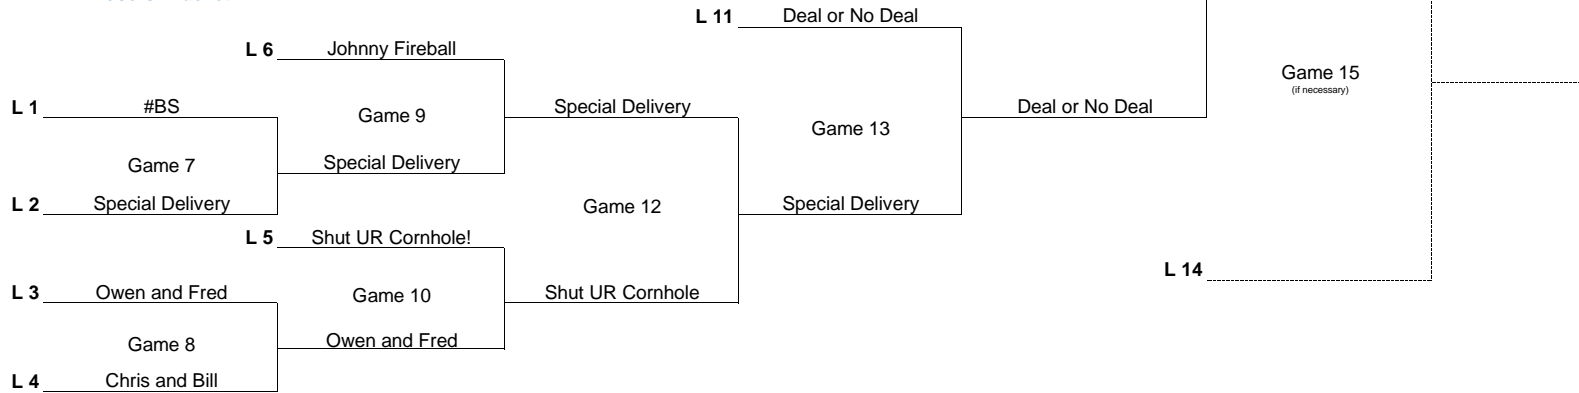 L 11 Deal or No Deal
L 6 Johnny Fireball
Game 15
(if necessary)
L 1 #BS
Game 9
Special Delivery
Game 13
Deal or No Deal
Game 7
Special Delivery
L 2 Special Delivery
Game 12
Special Delivery
L 5 Shut UR Cornhole!
L 14
L 3 Owen and Fred
Game 10
Shut UR Cornhole
Game 8
Owen and Fred
L 4 Chris and Bill